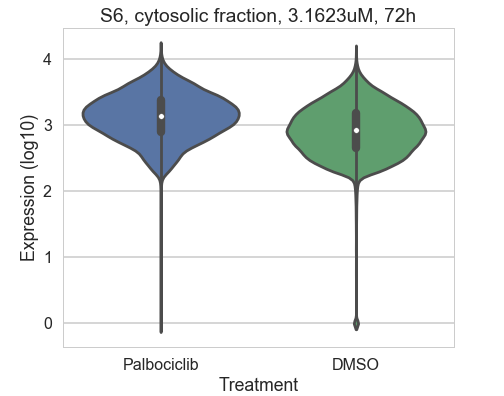 S6, cytosolic fraction, 3.1623uM, 72h
Expression (log10)
4
3
2
1
0
Palbociclib
DMSO
Treatment